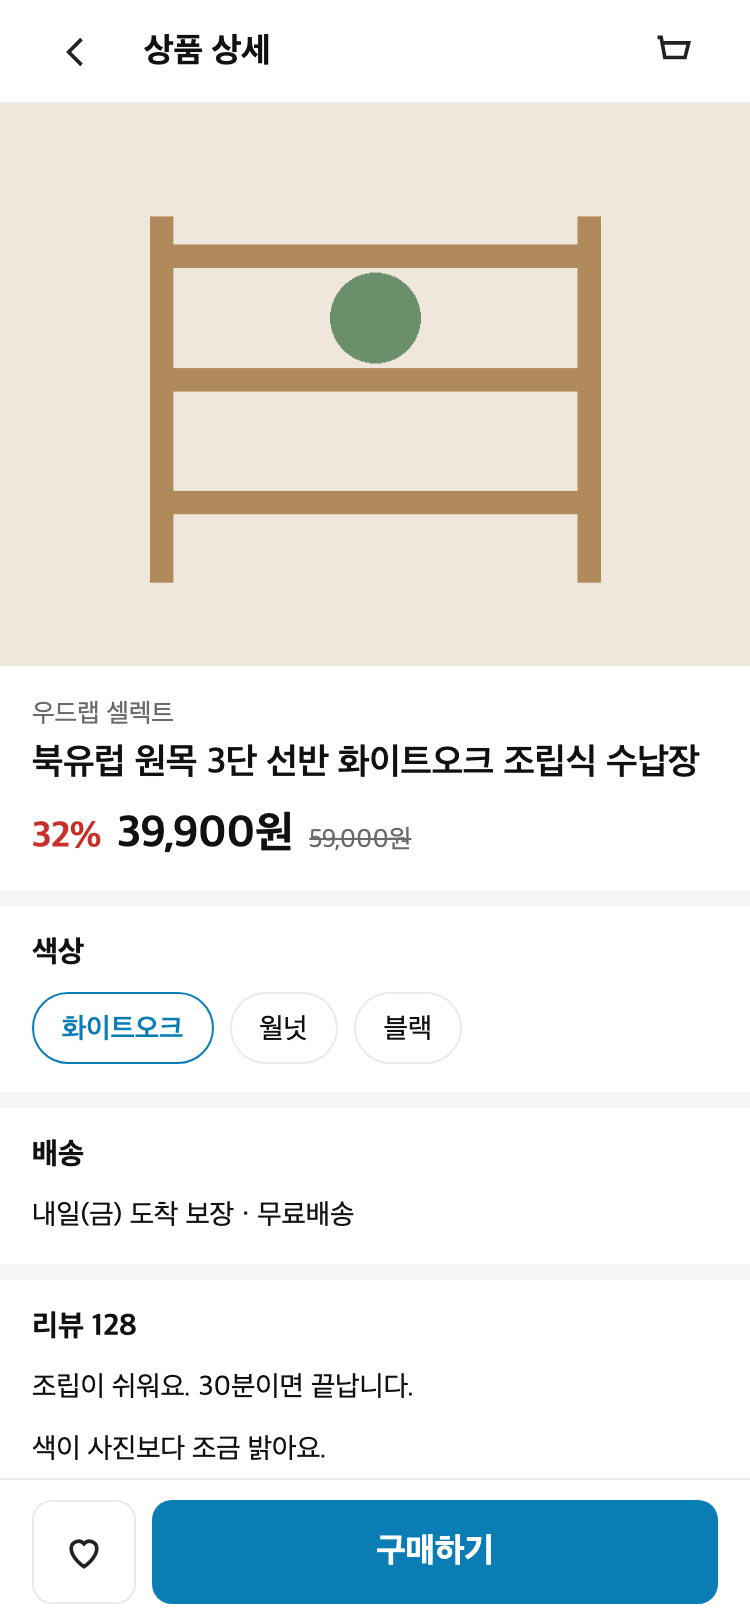 상품 상세
우드랩 셀렉트
북유럽 원목 3단 선반 화이트오크 조립식 수납장
32% 39,900원 59,000원
색상
화이트오크 월넛 블랙
배송
내일(금) 도착 보장 · 무료배송
리뷰 128
조립이 쉬워요. 30분이면 끝납니다.
색이 사진보다 조금 밝아요.
구매하기